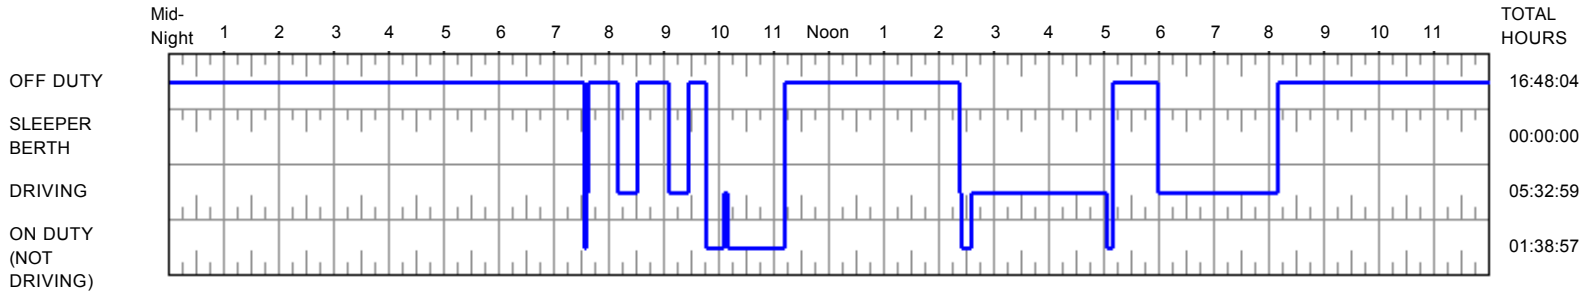 Mid-
Night 1 2 3 4 5 6 7 8 9 10 11 Noon 1 2 3 4 5 6 7 8 9 10 11
TOTAL
HOURS
OFF DUTY 16:48:04
SLEEPER
BERTH 00:00:00
DRIVING 05:32:59
ON DUTY
(NOT
DRIVING) 01:38:57